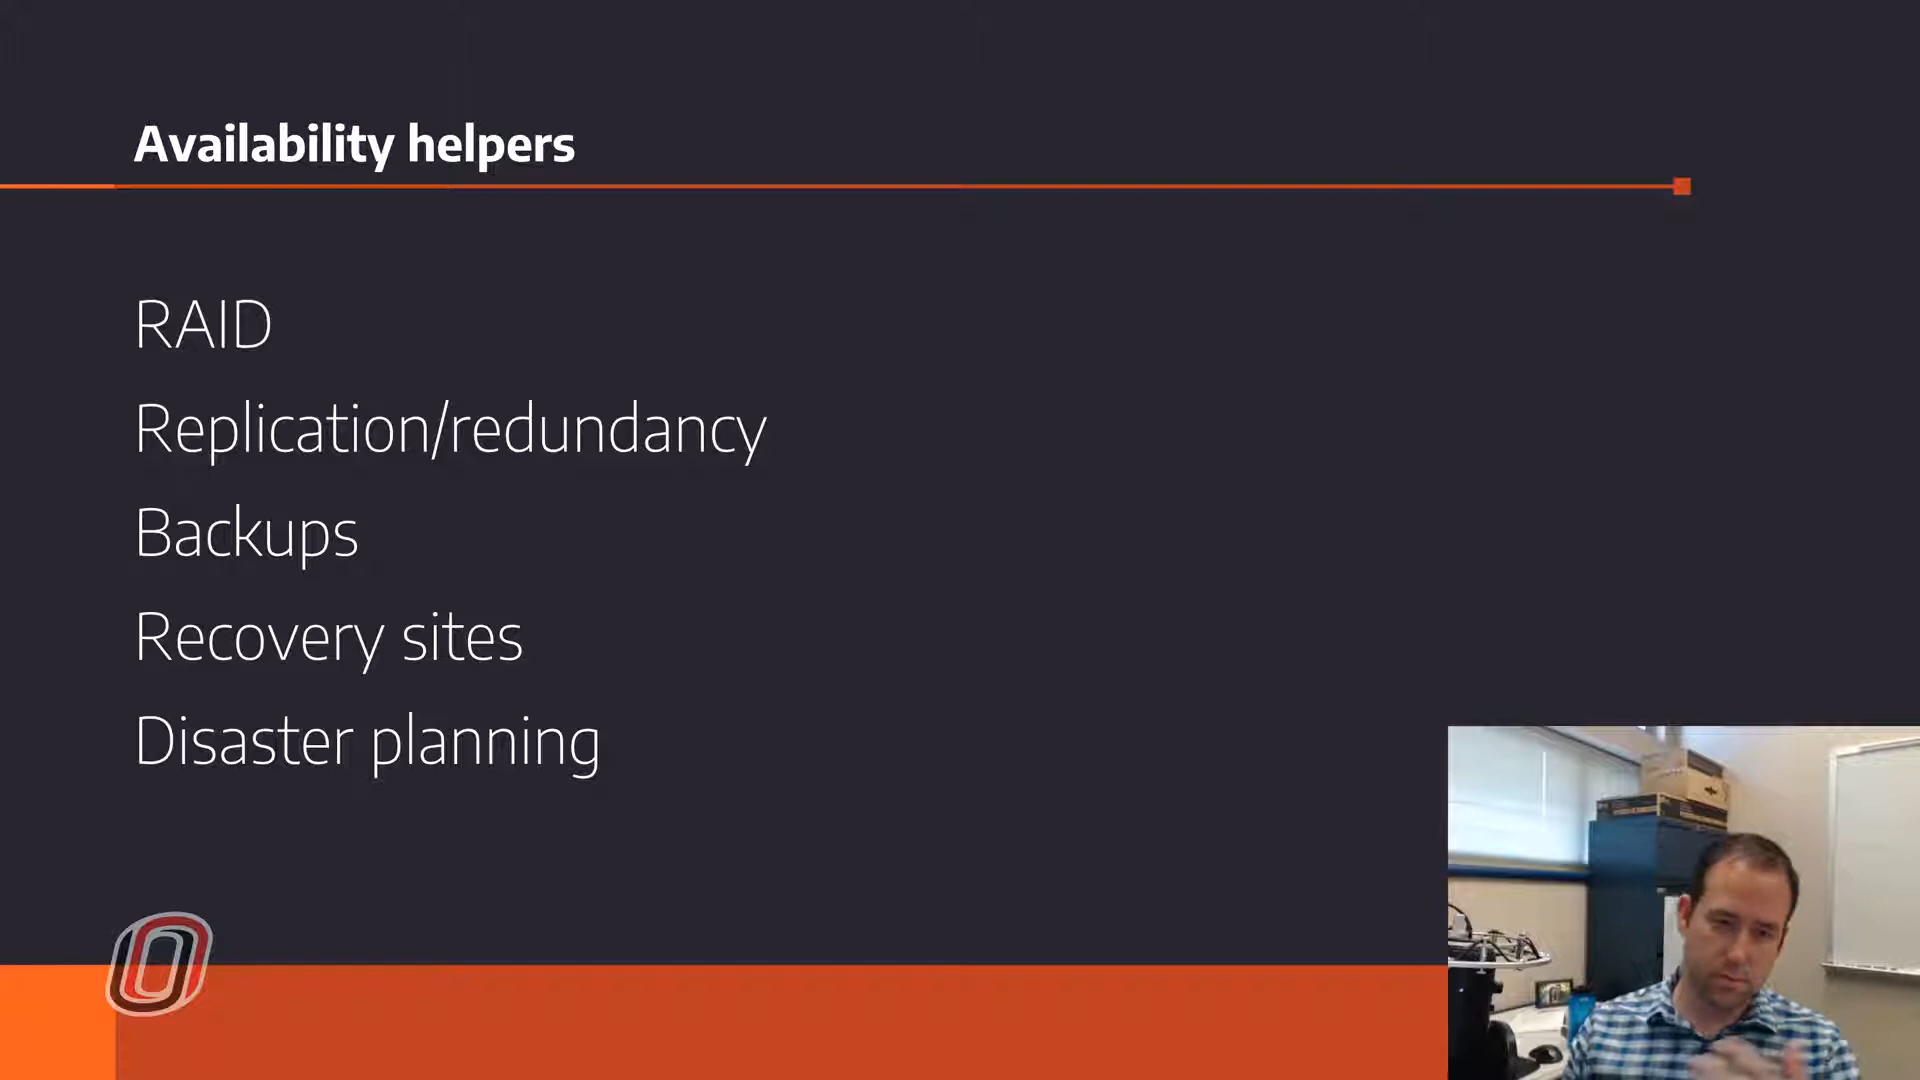 Availability helpers
RAID
Replication/redundancy
Backups
Recovery sites
Disaster planning